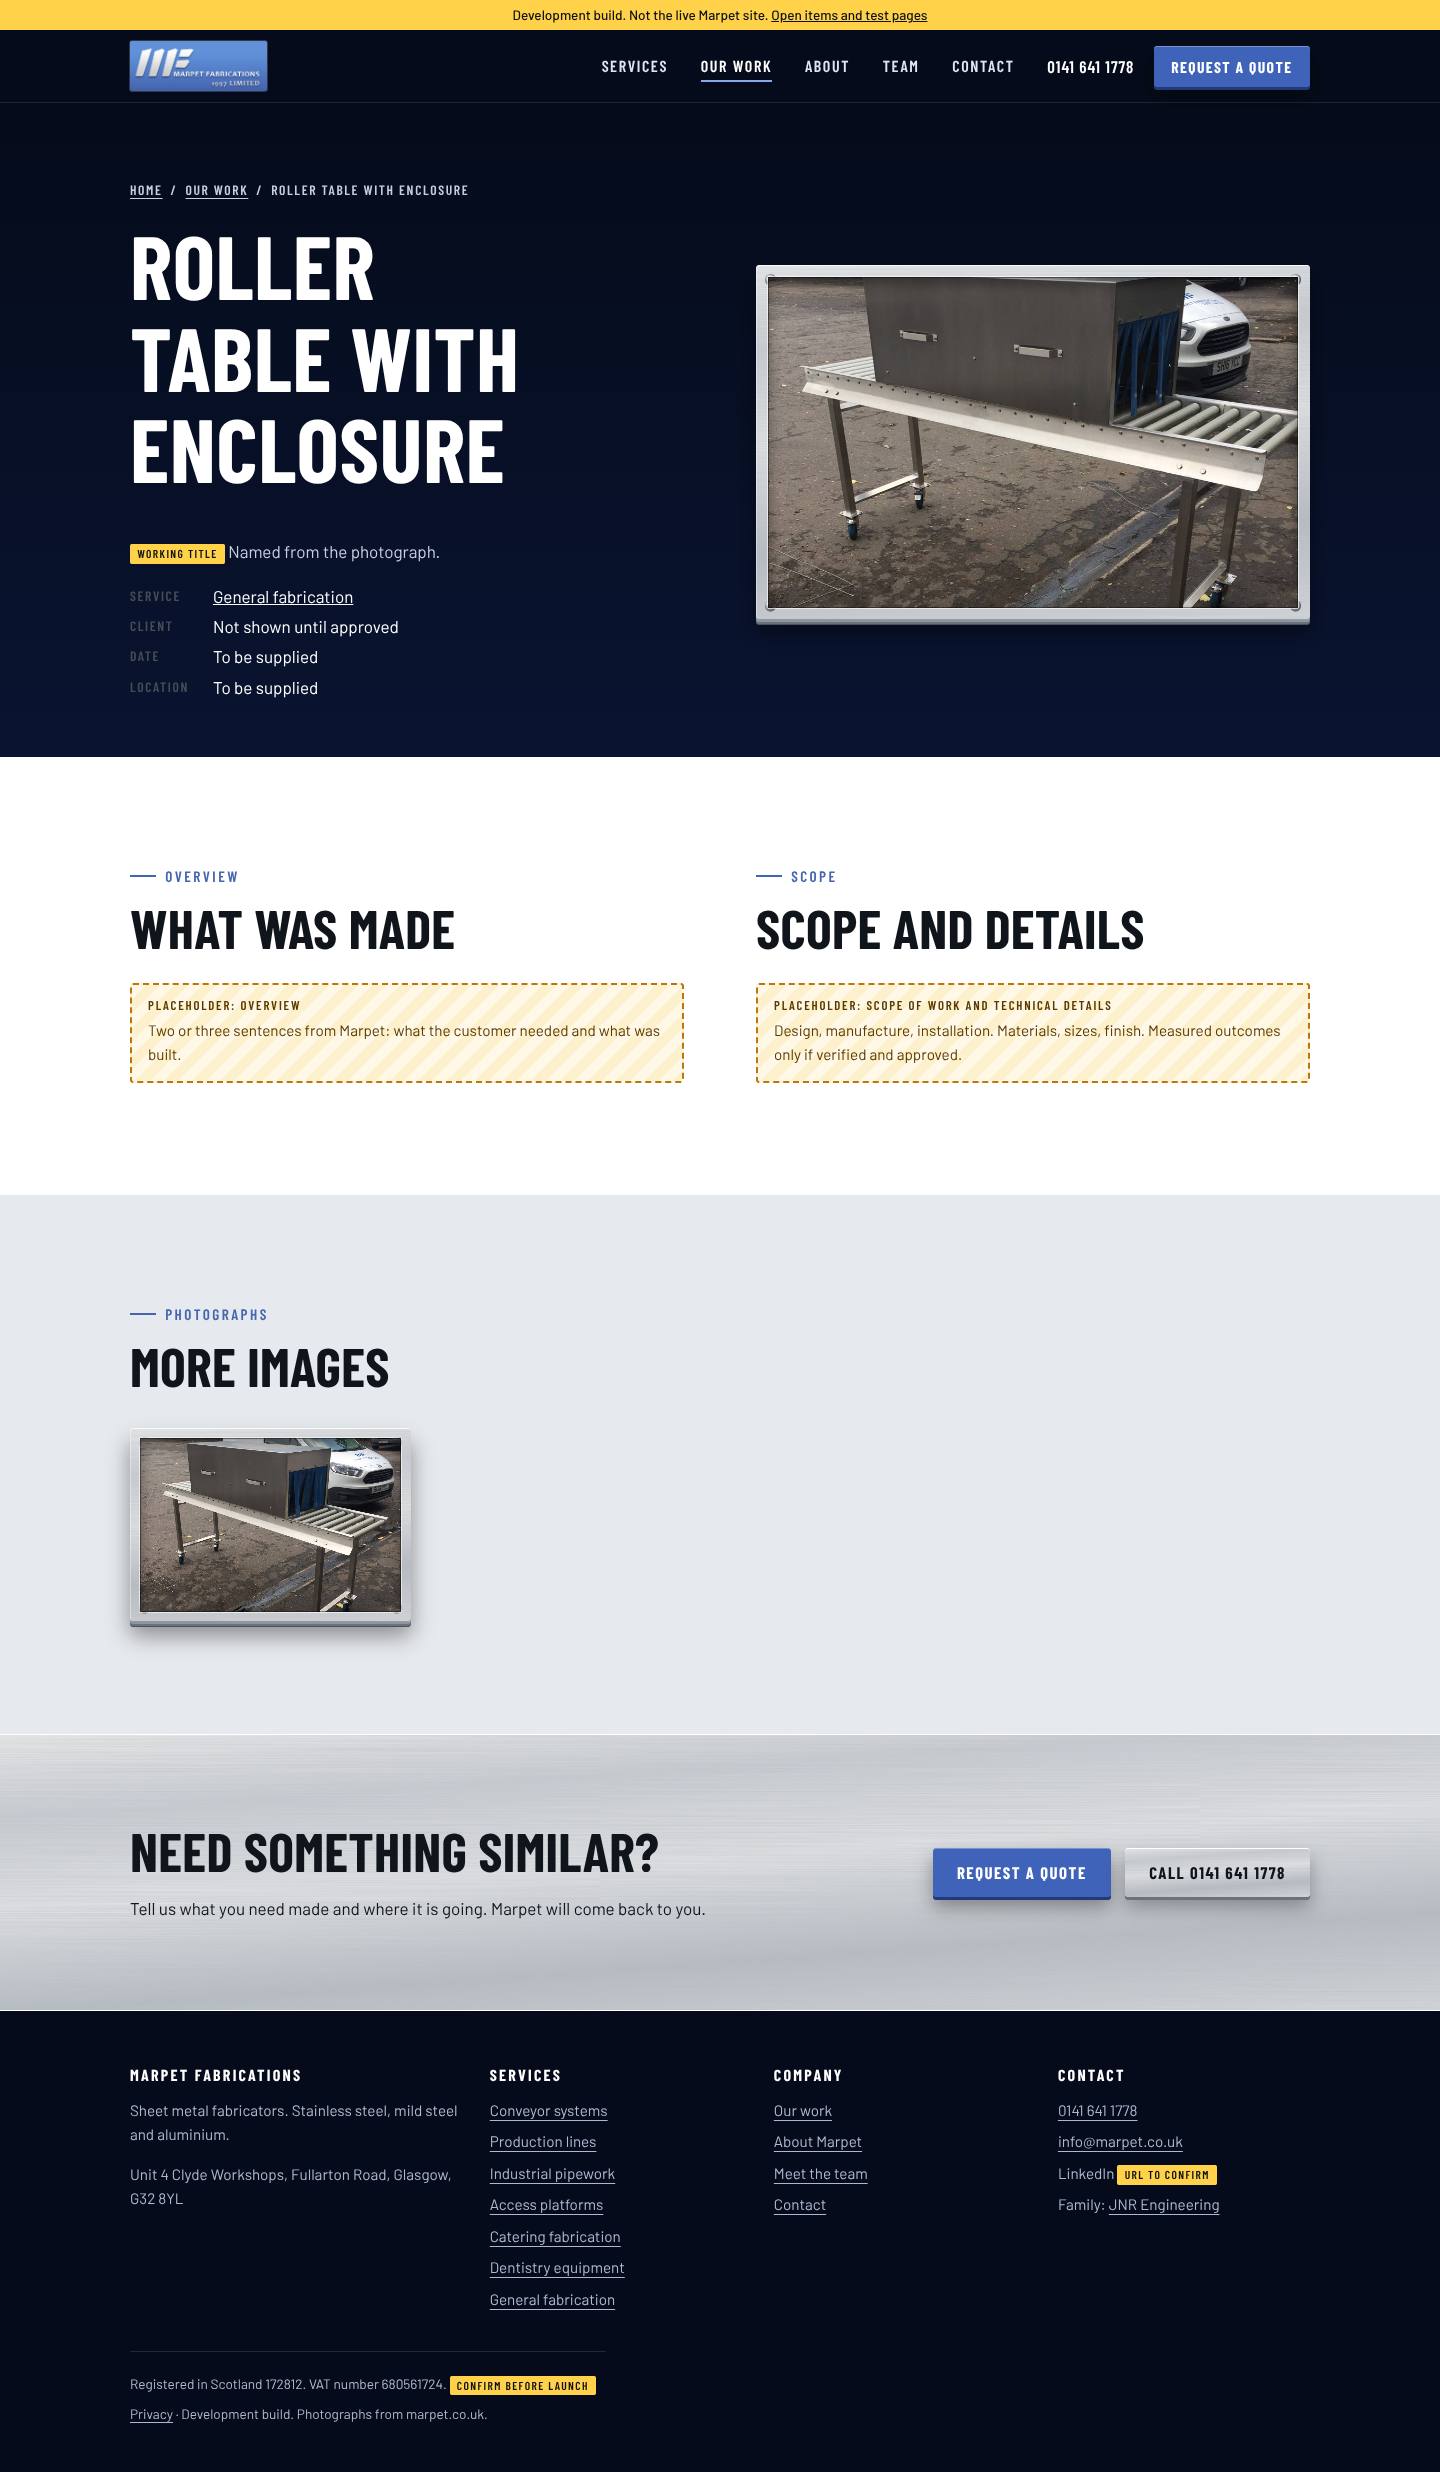 Development build. Not the live Marpet site. Open items and test pages
MF
MARPET FABRICATIONS
1997 LIMITED
SERVICES
OUR WORK
ABOUT
TEAM
CONTACT
0141 641 1778
REQUEST A QUOTE
HOME / OUR WORK / ROLLER TABLE WITH ENCLOSURE
ROLLER
TABLE WITH
ENCLOSURE
WORKING TITLE Named from the photograph.
SERVICE General fabrication
CLIENT Not shown until approved
DATE To be supplied
LOCATION To be supplied
OVERVIEW
WHAT WAS MADE
PLACEHOLDER: OVERVIEW
Two or three sentences from Marpet: what the customer needed and what was
built.
SCOPE
SCOPE AND DETAILS
PLACEHOLDER: SCOPE OF WORK AND TECHNICAL DETAILS
Design, manufacture, installation. Materials, sizes, finish. Measured outcomes
only if verified and approved.
PHOTOGRAPHS
MORE IMAGES
NEED SOMETHING SIMILAR?
Tell us what you need made and where it is going. Marpet will come back to you.
REQUEST A QUOTE
CALL 0141 641 1778
MARPET FABRICATIONS
Sheet metal fabricators. Stainless steel, mild steel
and aluminium.
Unit 4 Clyde Workshops, Fullarton Road, Glasgow,
G32 8YL
SERVICES
Conveyor systems
Production lines
Industrial pipework
Access platforms
Catering fabrication
Dentistry equipment
General fabrication
COMPANY
Our work
About Marpet
Meet the team
Contact
CONTACT
0141 641 1778
info@marpet.co.uk
LinkedIn URL TO CONFIRM
Family: JNR Engineering
Registered in Scotland 172812. VAT number 680561724. CONFIRM BEFORE LAUNCH
Privacy · Development build. Photographs from marpet.co.uk.